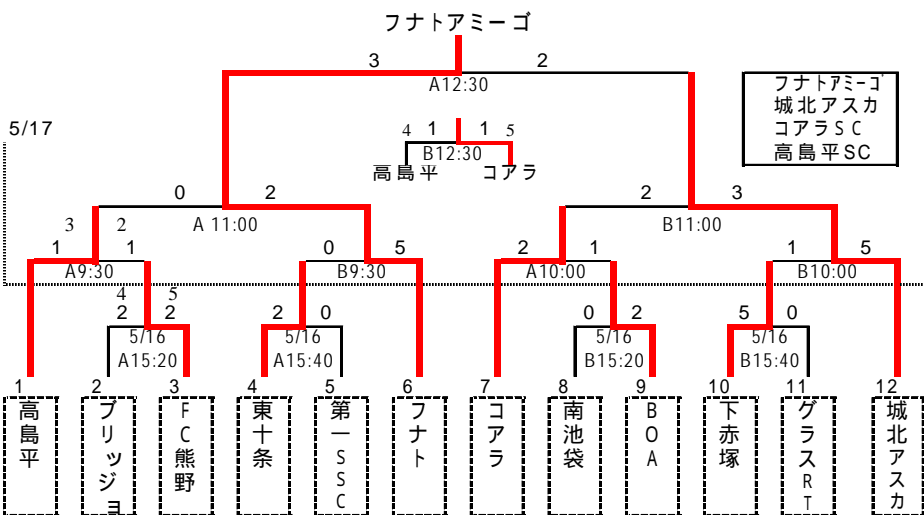 フナトアミーゴ
3
2
A12:30
フナトアミーゴ
城北アスカ
コアラSC
高島平SC
5/17
4 1 1 5
B12:30
高島平 コアラ
0 2
A 11:00
2 3
B11:00
3 2
1 1
A9:30
0 5
B9:30
2 1
A10:00
1 5
B10:00
4 5
2 2
5/16
A15:20
2 0
5/16
A15:40
0 2
5/16
B15:20
5 0
5/16
B15:40
1 2 3 4 5 6 7 8 9 10 11 12
高島平
ブリッジョ
FC熊野
東十条
第一SSC
フナト
コアラ
南池袋
BOA
下赤塚
グラスRT
城北アスカ